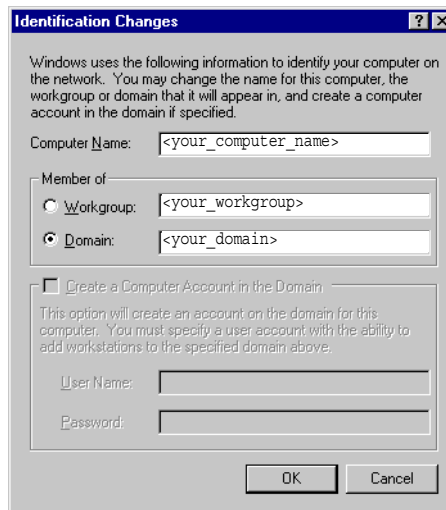 Identification Changes
Windows uses the following information to identify your computer on
the network. You may change the name for this computer, the
workgroup or domain that it will appear in, and create a computer
account in the domain if specified.
Computer Name: <your_computer_name>
Member of
Workgroup: <your_workgroup>
Domain: <your_domain>
Create a Computer Account in the Domain
This option will create an account on the domain for this
computer. You must specify a user account with the ability to
add workstations to the specified domain above.
User Name:
Password:
OK Cancel